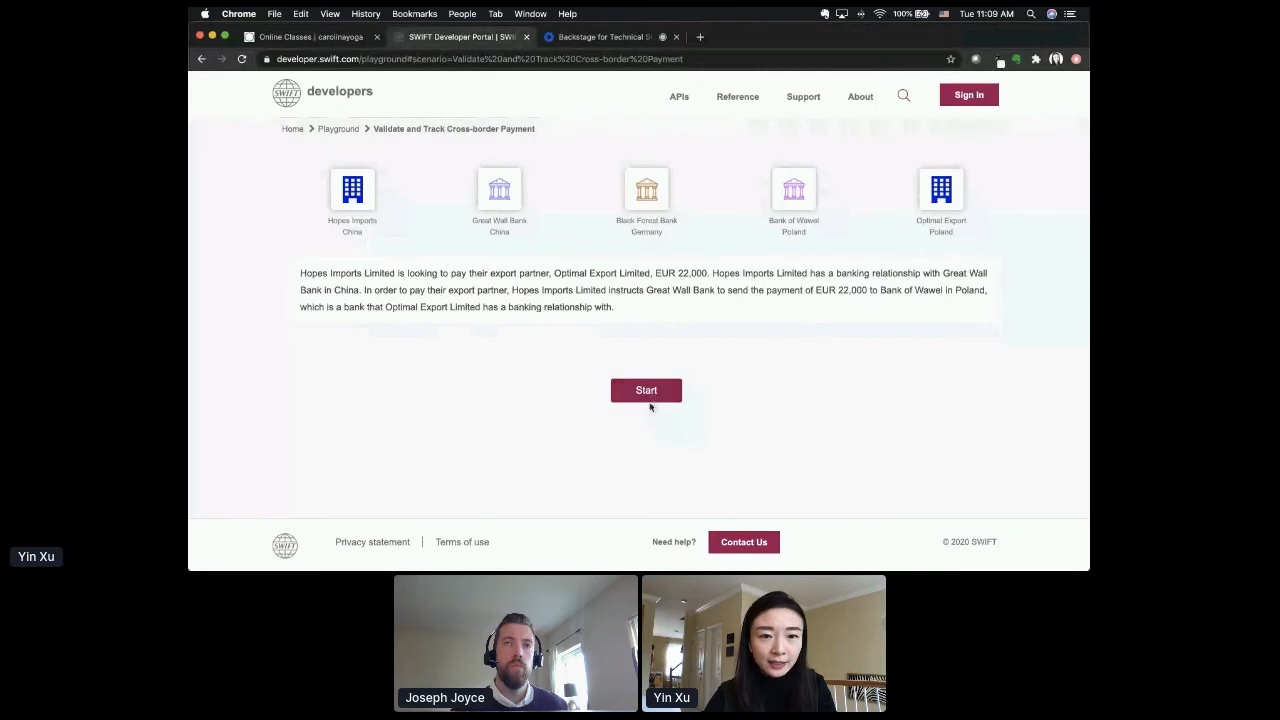 Chrome File Edit View History Bookmarks People Tab Window Help 100% Tue 11:09 AM
Online Classes | carolinayoga SWIFT Developer Portal | SWI Backstage for Technical S
developer.swift.com/playground#scenario=Validate%20and%20Track%20Cross-border%20Payment
SWIFT developers APIs Reference Support About Sign In
Home Playground Validate and Track Cross-border Payment
Hopes Imports
China
Great Wall Bank
China
Black Forest Bank
Germany
Bank of Wawel
Poland
Optimal Export
Poland
Hopes Imports Limited is looking to pay their export partner, Optimal Export Limited, EUR 22,000. Hopes Imports Limited has a banking relationship with Great Wall
Bank in China. In order to pay their export partner, Hopes Imports Limited instructs Great Wall Bank to send the payment of EUR 22,000 to Bank of Wawel in Poland,
which is a bank that Optimal Export Limited has a banking relationship with.
Start
SWIFT Privacy statement | Terms of use Need help? Contact Us © 2020 SWIFT
Yin Xu
Joseph Joyce
Yin Xu